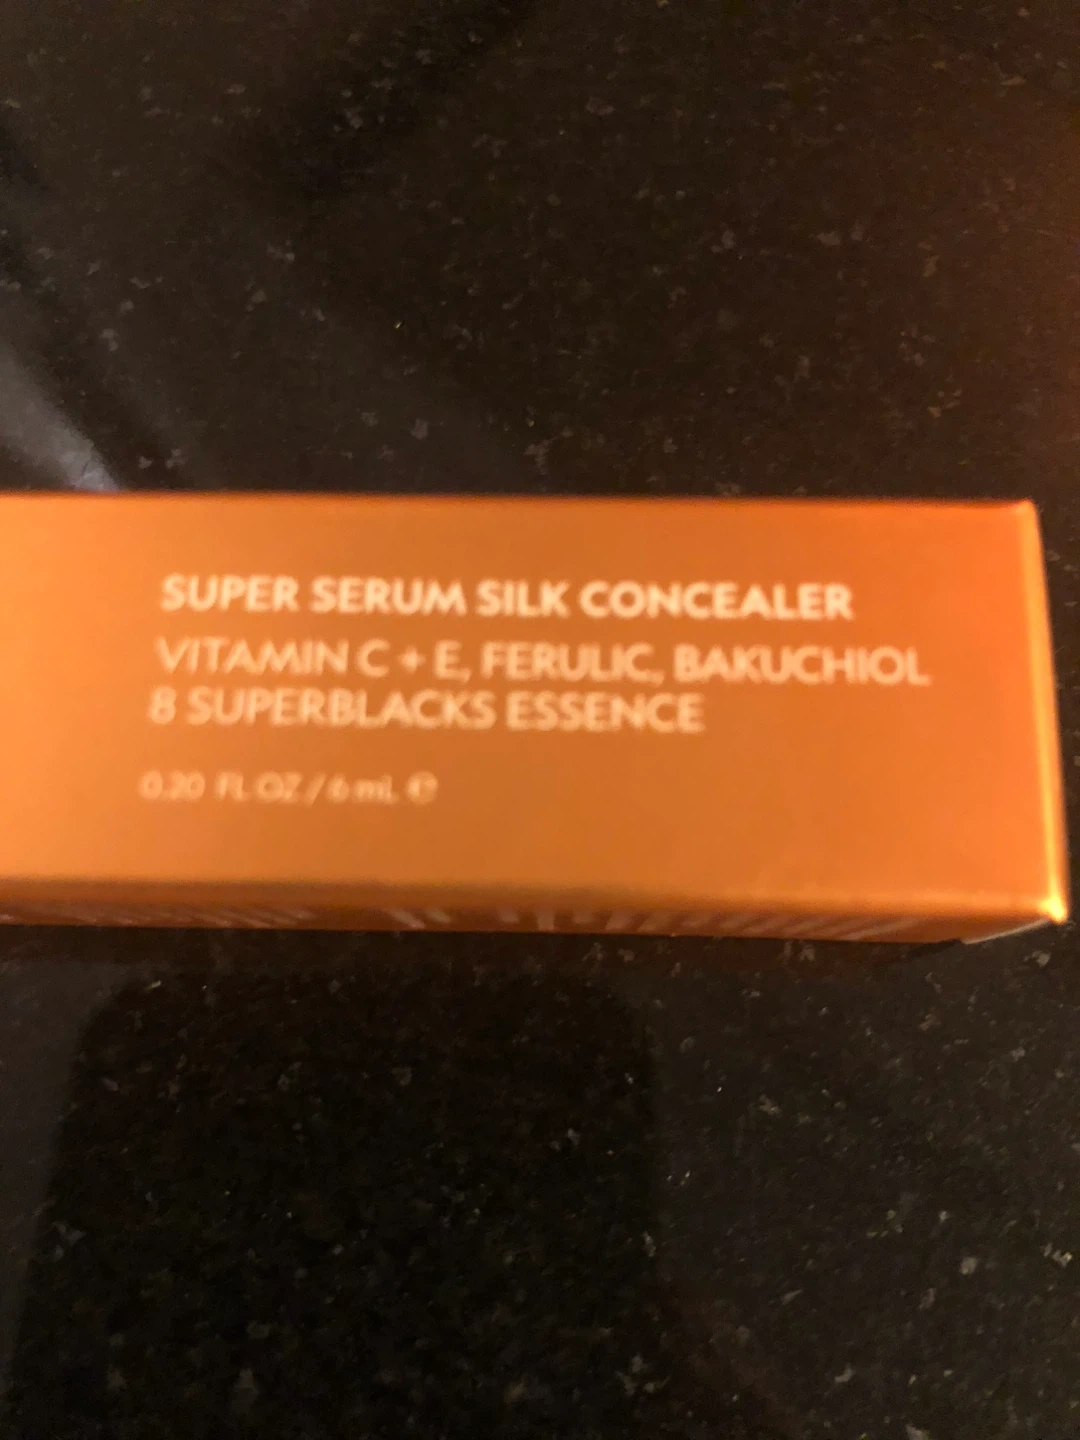 SUPER SERUM SILK CONCEALER
VITAMIN C + E, FERULIC, BAKUCHIOL
8 SUPERBLACKS ESSENCE
0.20 FL OZ / 6 mL ℮